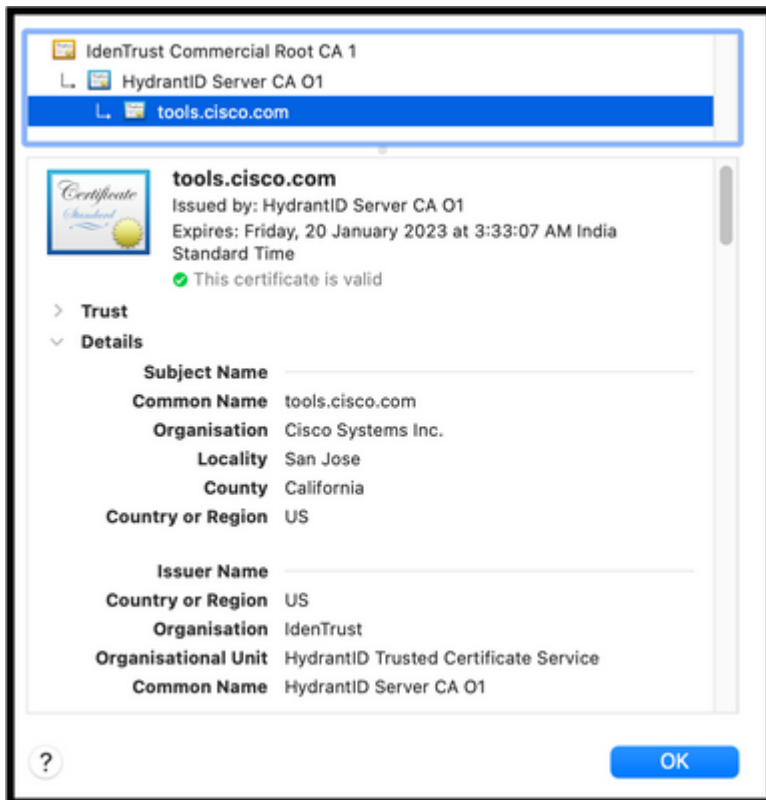 IdenTrust Commercial Root CA 1
HydrantID Server CA O1
tools.cisco.com
Certificate
Standard
tools.cisco.com
Issued by: HydrantID Server CA O1
Expires: Friday, 20 January 2023 at 3:33:07 AM India
Standard Time
This certificate is valid
Trust
Details
Subject Name
Common Name tools.cisco.com
Organisation Cisco Systems Inc.
Locality San Jose
County California
Country or Region US
Issuer Name
Country or Region US
Organisation IdenTrust
Organisational Unit HydrantID Trusted Certificate Service
Common Name HydrantID Server CA O1
? OK